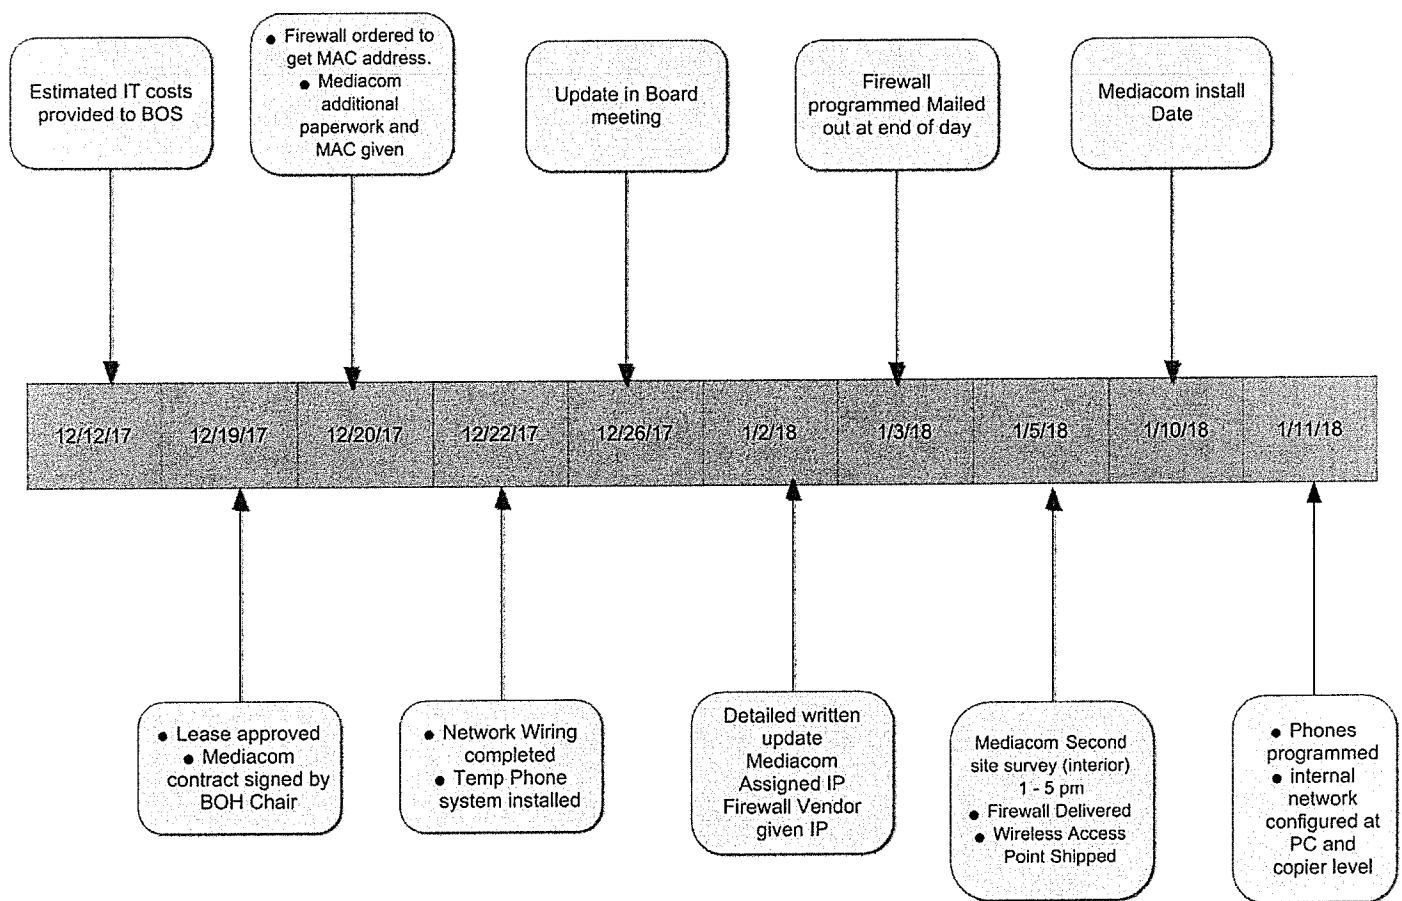 Estimated IT costs
provided to BOS
● Firewall ordered to
get MAC address.
● Mediacom
additional
paperwork and
MAC given
Update in Board
meeting
Firewall
programmed Mailed
out at end of day
Mediacom install
Date
12/12/17
12/19/17
12/20/17
12/22/17
12/26/17
1/2/18
1/3/18
1/5/18
1/10/18
1/11/18
● Lease approved
● Mediacom
contract signed by
BOH Chair
● Network Wiring
completed
● Temp Phone
system installed
Detailed written
update
Mediacom
Assigned IP
Firewall Vendor
given IP
Mediacom Second
site survey (interior)
1 - 5 pm
● Firewall Delivered
● Wireless Access
Point Shipped
● Phones
programmed
● internal
network
configured at
PC and
copier level